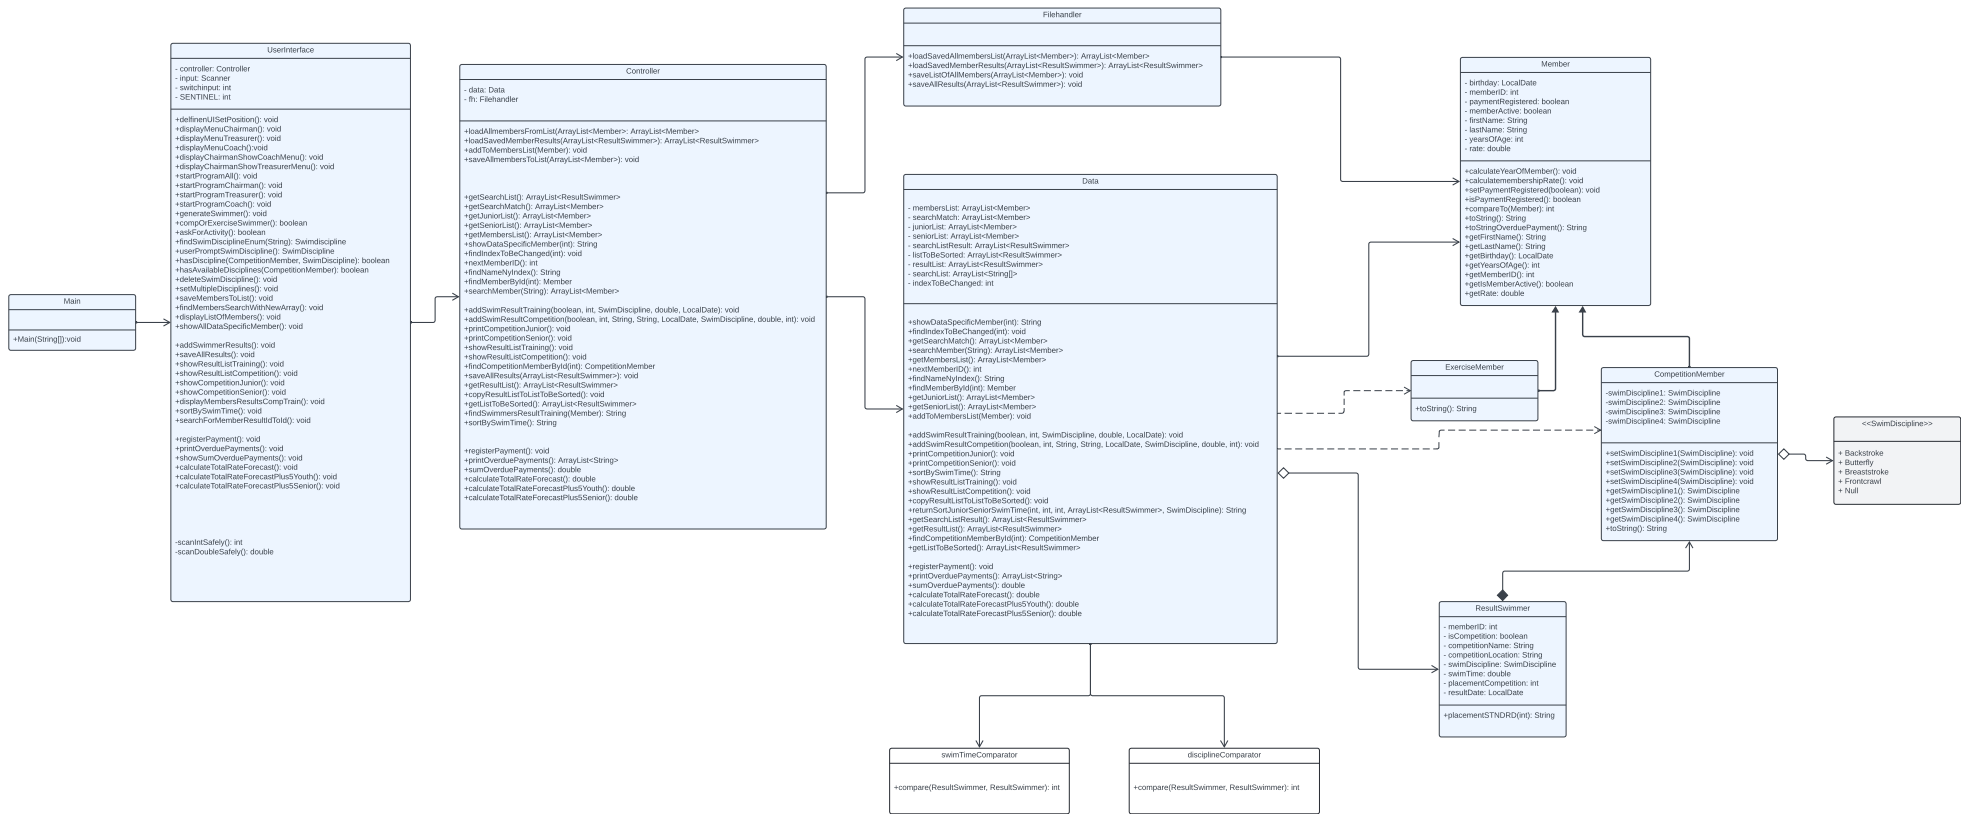 Main
+Main(String[]):void
UserInterface
- controller: Controller
- input: Scanner
- switchinput: int
- SENTINEL: int
+delfinenUISetPosition(): void
+displayMenuChairman(): void
+displayMenuTreasurer(): void
+displayMenuCoach():void
+displayChairmanShowCoachMenu(): void
+displayChairmanShowTreasurerMenu(): void
+startProgramAll(): void
+startProgramChairman(): void
+startProgramTreasurer(): void
+startProgramCoach(): void
+generateSwimmer(): void
+compOrExerciseSwimmer(): boolean
+askForActivity(): boolean
+findSwimDisciplineEnum(String): Swimdiscipline
+userPromptSwimDiscipline(): SwimDiscipline
+hasDiscipline(CompetitionMember, SwimDiscipline): boolean
+hasAvailableDisciplines(CompetitionMember): boolean
+deleteSwimDiscipline(): void
+setMultipleDisciplines(): void
+saveMembersToList(): void
+findMembersSearchWithNewArray(): void
+displayListOfMembers(): void
+showAllDataSpecificMember(): void
+addSwimmerResults(): void
+saveAllResults(): void
+showResultListTraining(): void
+showResultListCompetition(): void
+showCompetitionJunior(): void
+showCompetitionSenior(): void
+displayMembersResultsCompTrain(): void
+sortBySwimTime(): void
+searchForMemberResultIdToId(): void
+registerPayment(): void
+printOverduePayments(): void
+showSumOverduePayments(): void
+calculateTotalRateForecast(): void
+calculateTotalRateForecastPlus5Youth(): void
+calculateTotalRateForecastPlus5Senior(): void
-scanIntSafely(): int
-scanDoubleSafely(): double
Controller
- data: Data
- fh: Filehandler
+loadAllmembersFromList(ArrayList<Member>: ArrayList<Member>
+loadSavedMemberResults(ArrayList<ResultSwimmer>): ArrayList<ResultSwimmer>
+addToMembersList(Member): void
+saveAllmembersToList(ArrayList<Member>): void
+getSearchList(): ArrayList<ResultSwimmer>
+getSearchMatch(): ArrayList<Member>
+getJuniorList(): ArrayList<Member>
+getSeniorList(): ArrayList<Member>
+getMembersList(): ArrayList<Member>
+showDataSpecificMember(int): String
+findIndexToBeChanged(int): void
+nextMemberID(): int
+findNameNyIndex(): String
+findMemberById(int): Member
+searchMember(String): ArrayList<Member>
+addSwimResultTraining(boolean, int, SwimDiscipline, double, LocalDate): void
+addSwimResultCompetition(boolean, int, String, String, LocalDate, SwimDiscipline, double, int): void
+printCompetitionJunior(): void
+printCompetitionSenior(): void
+showResultListTraining(): void
+showResultListCompetition(): void
+findCompetitionMemberById(int): CompetitionMember
+saveAllResults(ArrayList<ResultSwimmer>): void
+getResultList(): ArrayList<ResultSwimmer>
+copyResultListToListToBeSorted(): void
+getListToBeSorted(): ArrayList<ResultSwimmer>
+findSwimmersResultTraining(Member): String
+sortBySwimTime(): String
+registerPayment(): void
+printOverduePayments(): ArrayList<String>
+sumOverduePayments(): double
+calculateTotalRateForecast(): double
+calculateTotalRateForecastPlus5Youth(): double
+calculateTotalRateForecastPlus5Senior(): double
Filehandler
+loadSavedAllmembersList(ArrayList<Member>): ArrayList<Member>
+loadSavedMemberResults(ArrayList<ResultSwimmer>): ArrayList<ResultSwimmer>
+saveListOfAllMembers(ArrayList<Member>): void
+saveAllResults(ArrayList<ResultSwimmer>): void
Data
- membersList: ArrayList<Member>
- searchMatch: ArrayList<Member>
- juniorList: ArrayList<Member>
- seniorList: ArrayList<Member>
- searchListResult: ArrayList<ResultSwimmer>
- listToBeSorted: ArrayList<ResultSwimmer>
- resultList: ArrayList<ResultSwimmer>
- searchList: ArrayList<String[]>
- indexToBeChanged: int
+showDataSpecificMember(int): String
+findIndexToBeChanged(int): void
+getSearchMatch(): ArrayList<Member>
+searchMember(String): ArrayList<Member>
+getMembersList(): ArrayList<Member>
+nextMemberID(): int
+findNameNyIndex(): String
+findMemberById(int): Member
+getJuniorList(): ArrayList<Member>
+getSeniorList(): ArrayList<Member>
+addToMembersList(Member): void
+addSwimResultTraining(boolean, int, SwimDiscipline, double, LocalDate): void
+addSwimResultCompetition(boolean, int, String, String, LocalDate, SwimDiscipline, double, int): void
+printCompetitionJunior(): void
+printCompetitionSenior(): void
+sortBySwimTime(): String
+showResultListTraining(): void
+showResultListCompetition(): void
+copyResultListToListToBeSorted(): void
+returnSortJuniorSeniorSwimTime(int, int, int, ArrayList<ResultSwimmer>, SwimDiscipline): String
+getSearchListResult(): ArrayList<ResultSwimmer>
+getResultList(): ArrayList<ResultSwimmer>
+findCompetitionMemberById(int): CompetitionMember
+getListToBeSorted(): ArrayList<ResultSwimmer>
+registerPayment(): void
+printOverduePayments(): ArrayList<String>
+sumOverduePayments(): double
+calculateTotalRateForecast(): double
+calculateTotalRateForecastPlus5Youth(): double
+calculateTotalRateForecastPlus5Senior(): double
swimTimeComparator
+compare(ResultSwimmer, ResultSwimmer): int
disciplineComparator
+compare(ResultSwimmer, ResultSwimmer): int
Member
- birthday: LocalDate
- memberID: int
- paymentRegistered: boolean
- memberActive: boolean
- firstName: String
- lastName: String
- yearsOfAge: int
- rate: double
+calculateYearOfMember(): void
+calculatemembershipRate(): void
+setPaymentRegistered(boolean): void
+isPaymentRegistered(): boolean
+compareTo(Member): int
+toString(): String
+toStringOverduePayment(): String
+getFirstName(): String
+getLastName(): String
+getBirthday(): LocalDate
+getYearsOfAge(): int
+getMemberID(): int
+getIsMemberActive(): boolean
+getRate: double
ExerciseMember
+toString(): String
CompetitionMember
-swimDiscipline1: SwimDiscipline
-swimDiscipline2: SwimDiscipline
-swimDiscipline3: SwimDiscipline
-swimDiscipline4: SwimDiscipline
+setSwimDiscipline1(SwimDiscipline): void
+setSwimDiscipline2(SwimDiscipline): void
+setSwimDiscipline3(SwimDiscipline): void
+setSwimDiscipline4(SwimDiscipline): void
+getSwimDiscipline1(): SwimDiscipline
+getSwimDiscipline2(): SwimDiscipline
+getSwimDiscipline3(): SwimDiscipline
+getSwimDiscipline4(): SwimDiscipline
+toString(): String
<<SwimDiscipline>>
+ Backstroke
+ Butterfly
+ Breaststroke
+ Frontcrawl
+ Null
ResultSwimmer
- memberID: int
- isCompetition: boolean
- competitionName: String
- competitionLocation: String
- swimDiscipline: SwimDiscipline
- swimTime: double
- placementCompetition: int
- resultDate: LocalDate
+placementSTNDRD(int): String